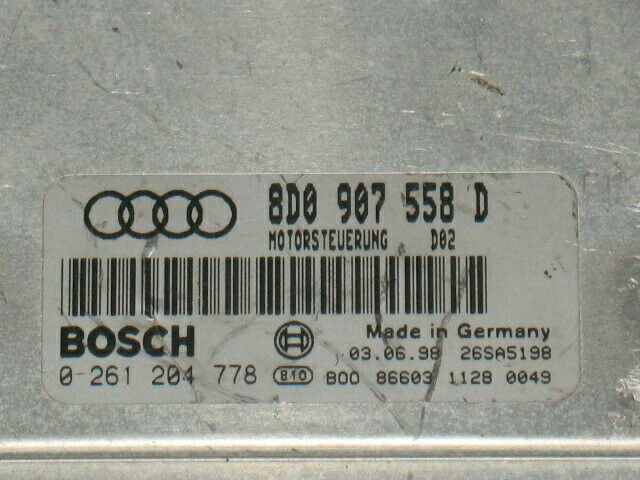 8D0 907 558 D
MOTORSTEUERUNG D02
BOSCH
Made in Germany
03.06.98 26SA5198
0 261 204 778 810 B00 86603 1128 0049